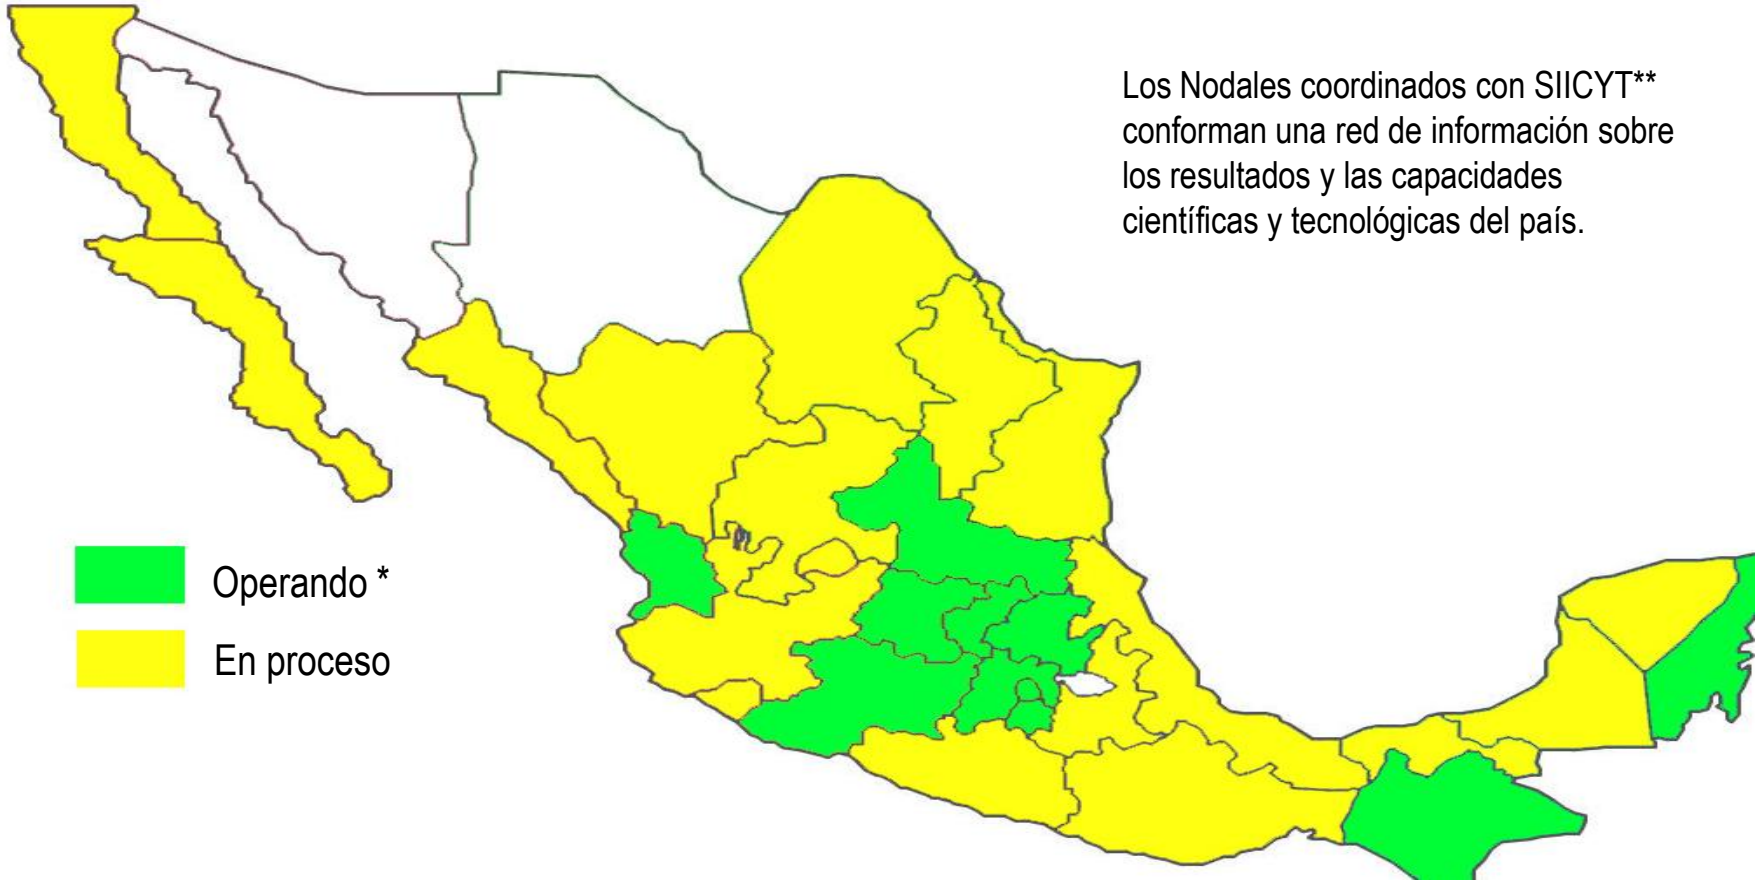 Los Nodales coordinados con SIICYT**
conforman una red de información sobre
los resultados y las capacidades
científicas y tecnológicas del país.
Operando *
En proceso